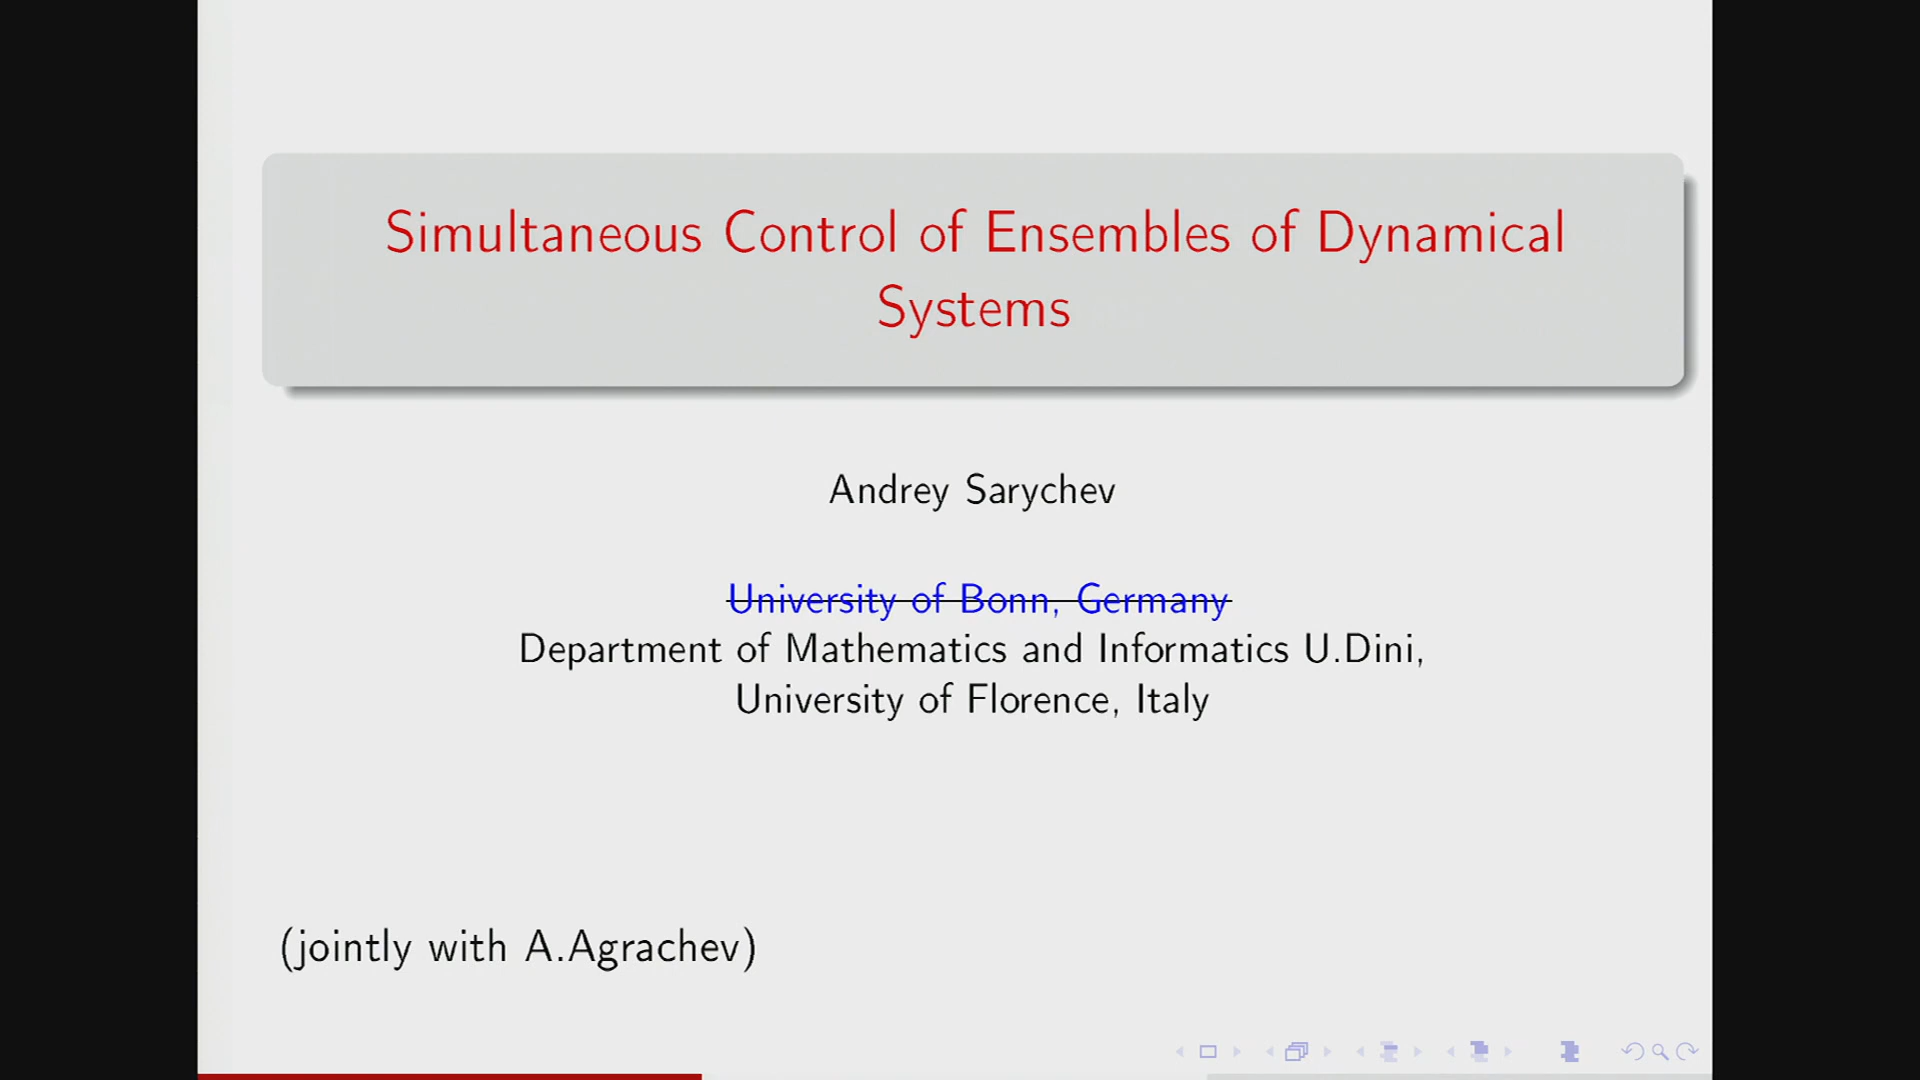 Simultaneous Control of Ensembles of Dynamical
Systems
Andrey Sarychev
University of Bonn, Germany
Department of Mathematics and Informatics U.Dini,
University of Florence, Italy
(jointly with A.Agrachev)